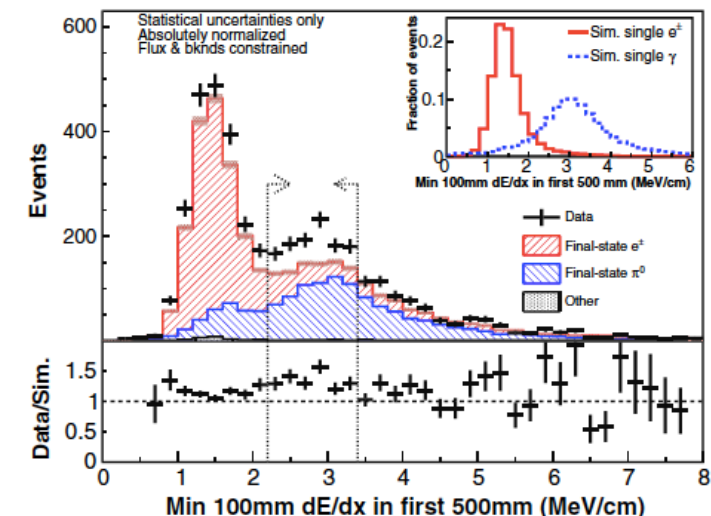 Statistical uncertainties only
Absolutely normalized
Flux & bknds constrained
600
400
200
Events
0.2
0.1
0
Fraction of events
Sim. single e±
Sim. single γ
0 1 2 3 4 5 6
Min 100mm dE/dx in first 500 mm (MeV/cm)
Data
Final-state e±
Final-state π⁰
Other
1.5
1
0.5
0
Data/Sim.
0 1 2 3 4 5 6 7 8
Min 100mm dE/dx in first 500mm (MeV/cm)